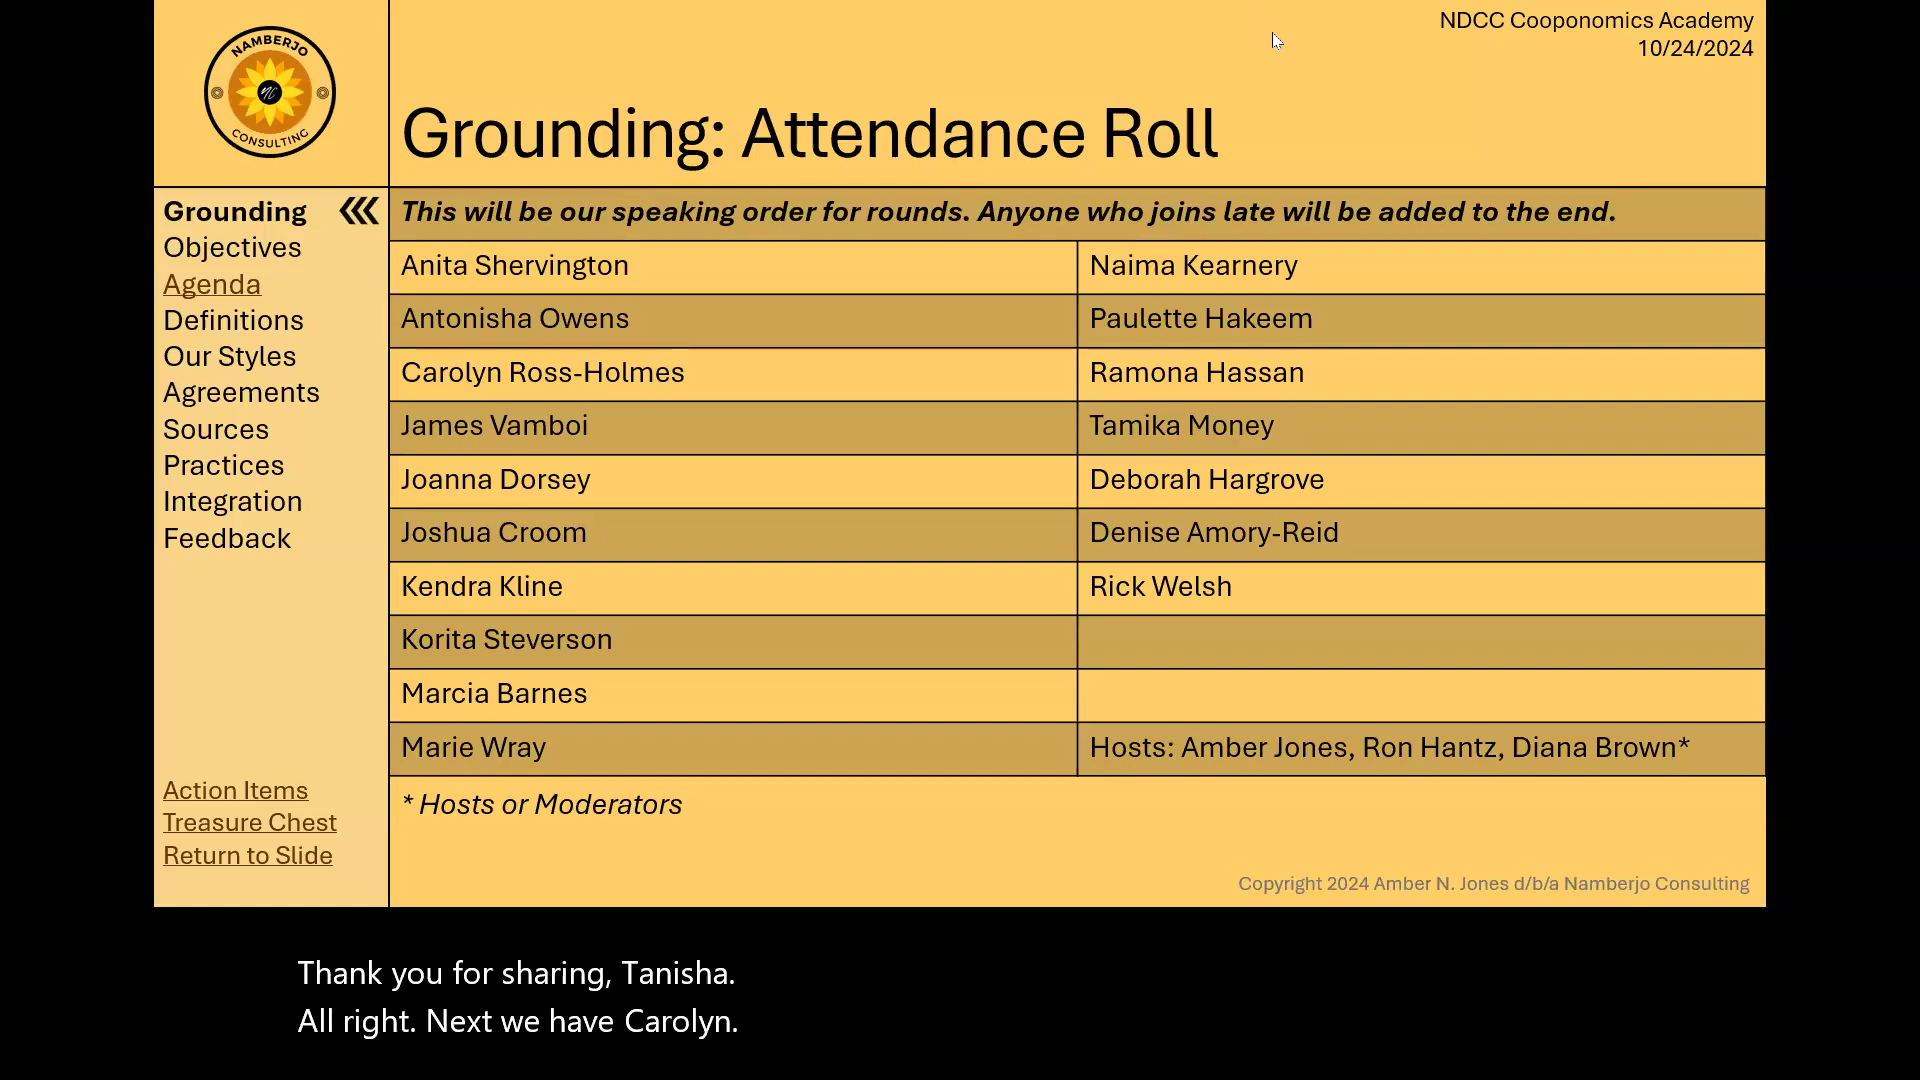 NAMBERJO
CONSULTING
NDCC Cooponomics Academy
10/24/2024
Grounding: Attendance Roll
Grounding
Objectives
Agenda
Definitions
Our Styles
Agreements
Sources
Practices
Integration
Feedback
Action Items
Treasure Chest
Return to Slide
This will be our speaking order for rounds. Anyone who joins late will be added to the end.
Anita Shervington
Naima Kearnery
Antonisha Owens
Paulette Hakeem
Carolyn Ross-Holmes
Ramona Hassan
James Vamboi
Tamika Money
Joanna Dorsey
Deborah Hargrove
Joshua Croom
Denise Amory-Reid
Kendra Kline
Rick Welsh
Korita Steverson
Marcia Barnes
Marie Wray
Hosts: Amber Jones, Ron Hantz, Diana Brown*
* Hosts or Moderators
Copyright 2024 Amber N. Jones d/b/a Namberjo Consulting
Thank you for sharing, Tanisha.
All right. Next we have Carolyn.